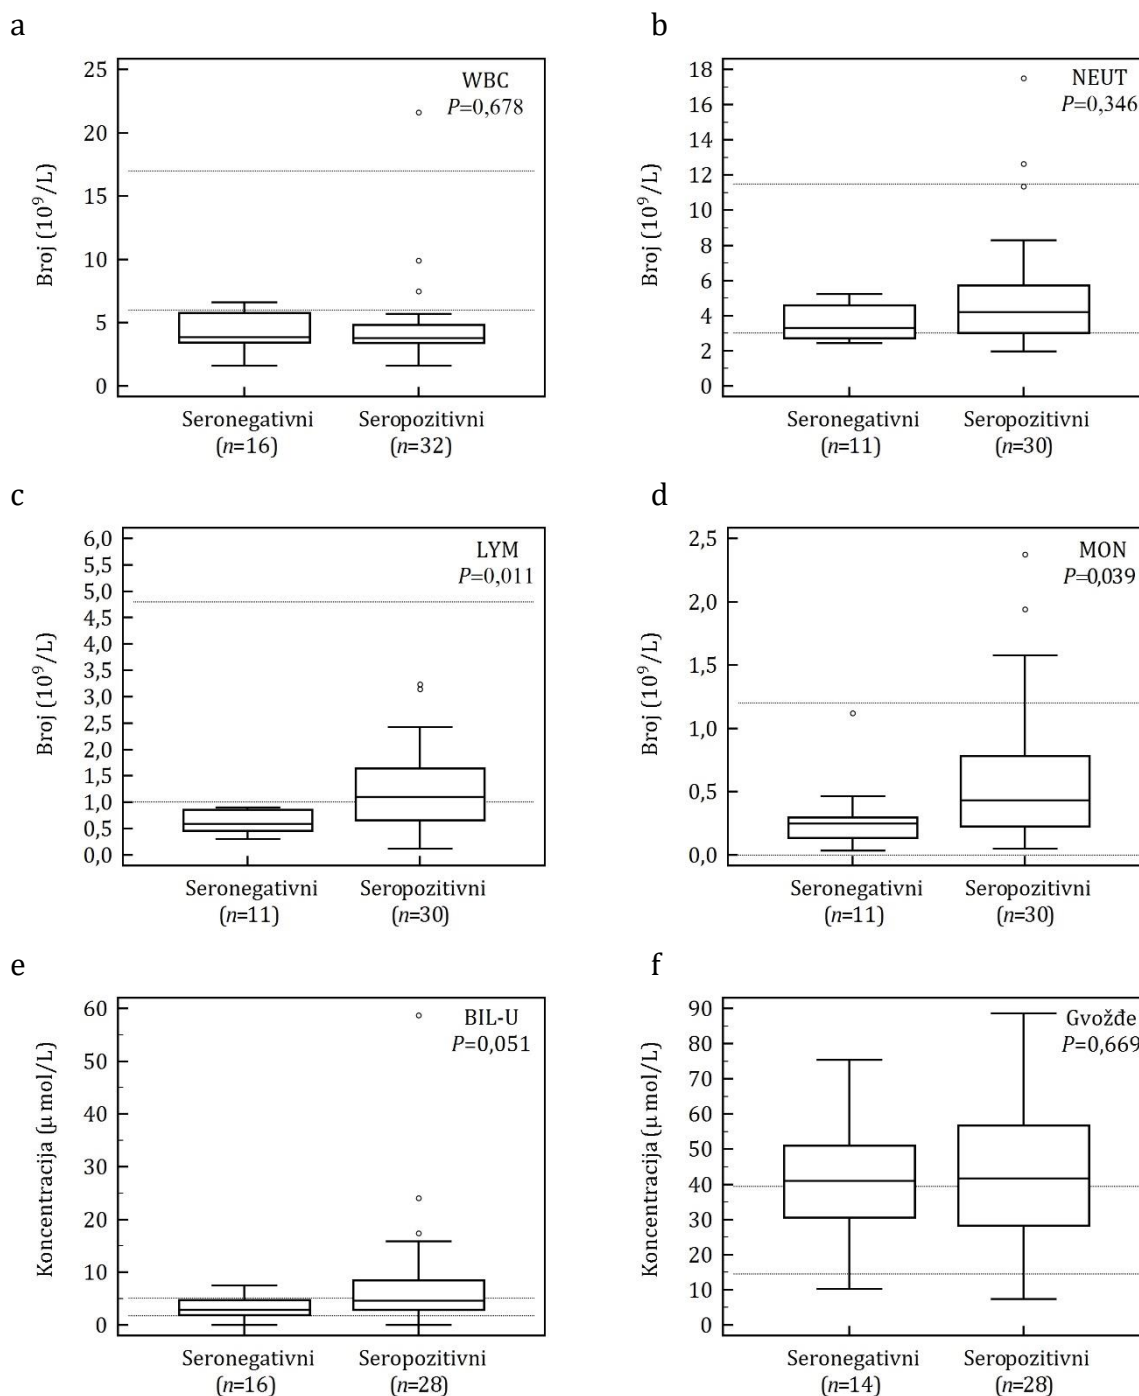 a
WBC
P=0,678
Broj (10⁹/L)
25
20
15
10
5
0
Seronegativni
(n=16)
Seropozitivni
(n=32)
b
NEUT
P=0,346
Broj (10⁹/L)
18
16
14
12
10
8
6
4
2
0
Seronegativni
(n=11)
Seropozitivni
(n=30)
c
LYM
P=0,011
Broj (10⁹/L)
6,0
5,5
5,0
4,5
4,0
3,5
3,0
2,5
2,0
1,5
1,0
0,5
0,0
Seronegativni
(n=11)
Seropozitivni
(n=30)
d
MON
P=0,039
Broj (10⁹/L)
2,5
2,0
1,5
1,0
0,5
0,0
Seronegativni
(n=11)
Seropozitivni
(n=30)
e
BIL-U
P=0,051
Koncentracija (μ mol/L)
60
50
40
30
20
10
0
Seronegativni
(n=16)
Seropozitivni
(n=28)
f
Gvožđe
P=0,669
Koncentracija (μ mol/L)
90
80
70
60
50
40
30
20
10
0
Seronegativni
(n=14)
Seropozitivni
(n=28)